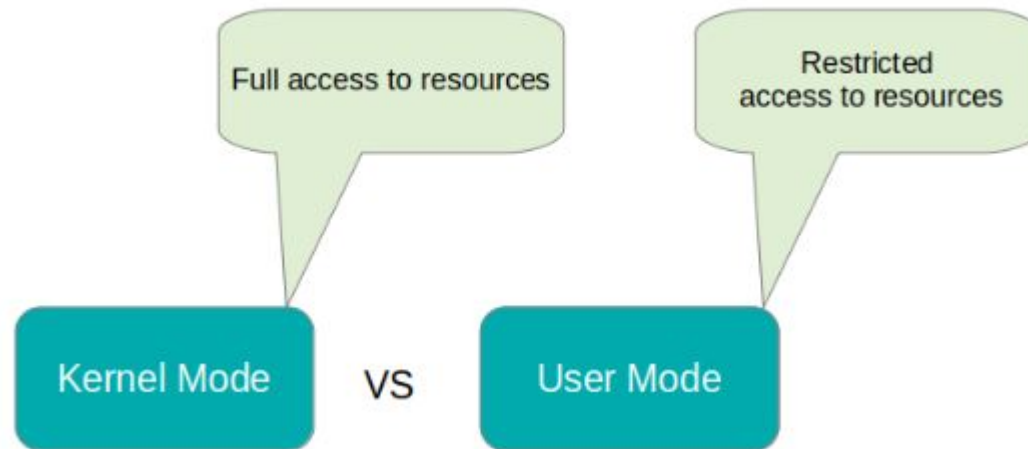 Full access to resources
Restricted
access to resources
Kernel Mode
VS
User Mode